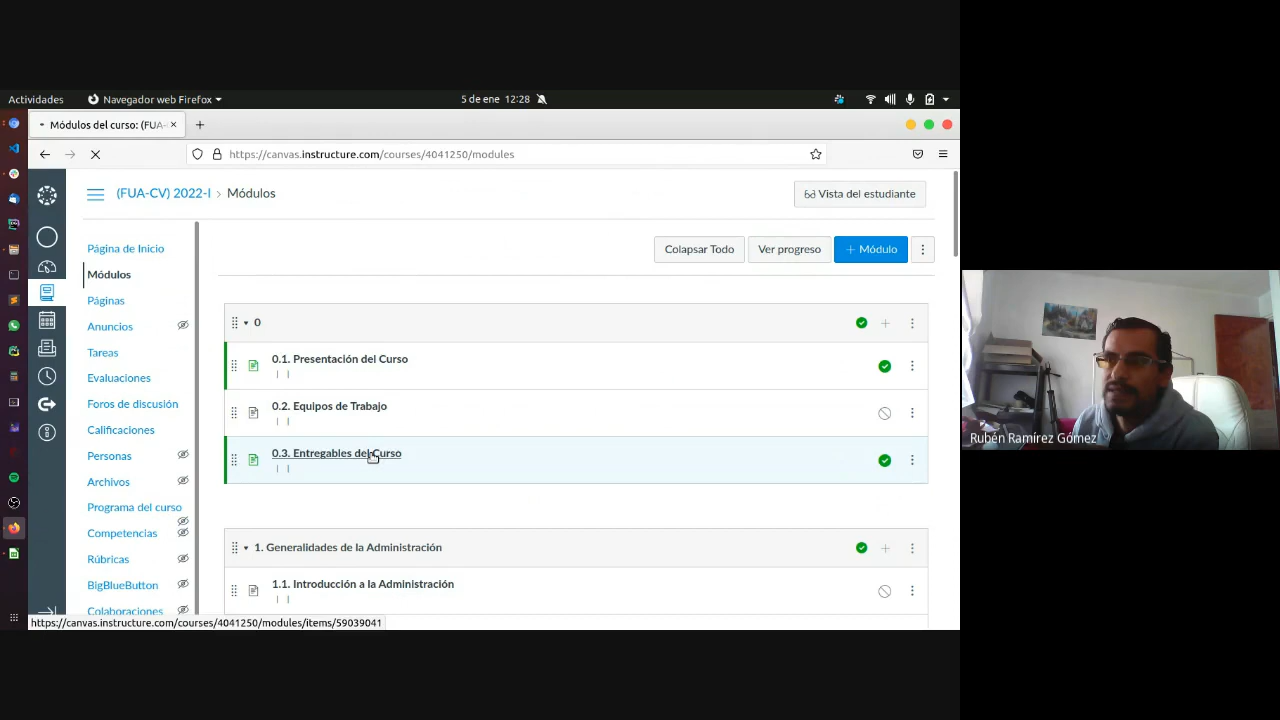 Actividades
Navegador web Firefox
5 de ene 12:28
Módulos del curso: (FUA-
https://canvas.instructure.com/courses/4041250/modules
(FUA-CV) 2022-I › Módulos
Vista del estudiante
Página de Inicio
Módulos
Páginas
Anuncios
Tareas
Evaluaciones
Foros de discusión
Calificaciones
Personas
Archivos
Programa del curso
Competencias
Rúbricas
BigBlueButton
Colaboraciones
Colapsar Todo
Ver progreso
+ Módulo
0
0.1. Presentación del Curso
| |
0.2. Equipos de Trabajo
| |
0.3. Entregables del Curso
| |
1. Generalidades de la Administración
1.1. Introducción a la Administración
| |
https://canvas.instructure.com/courses/4041250/modules/items/59039041
Rubén Ramírez Gómez